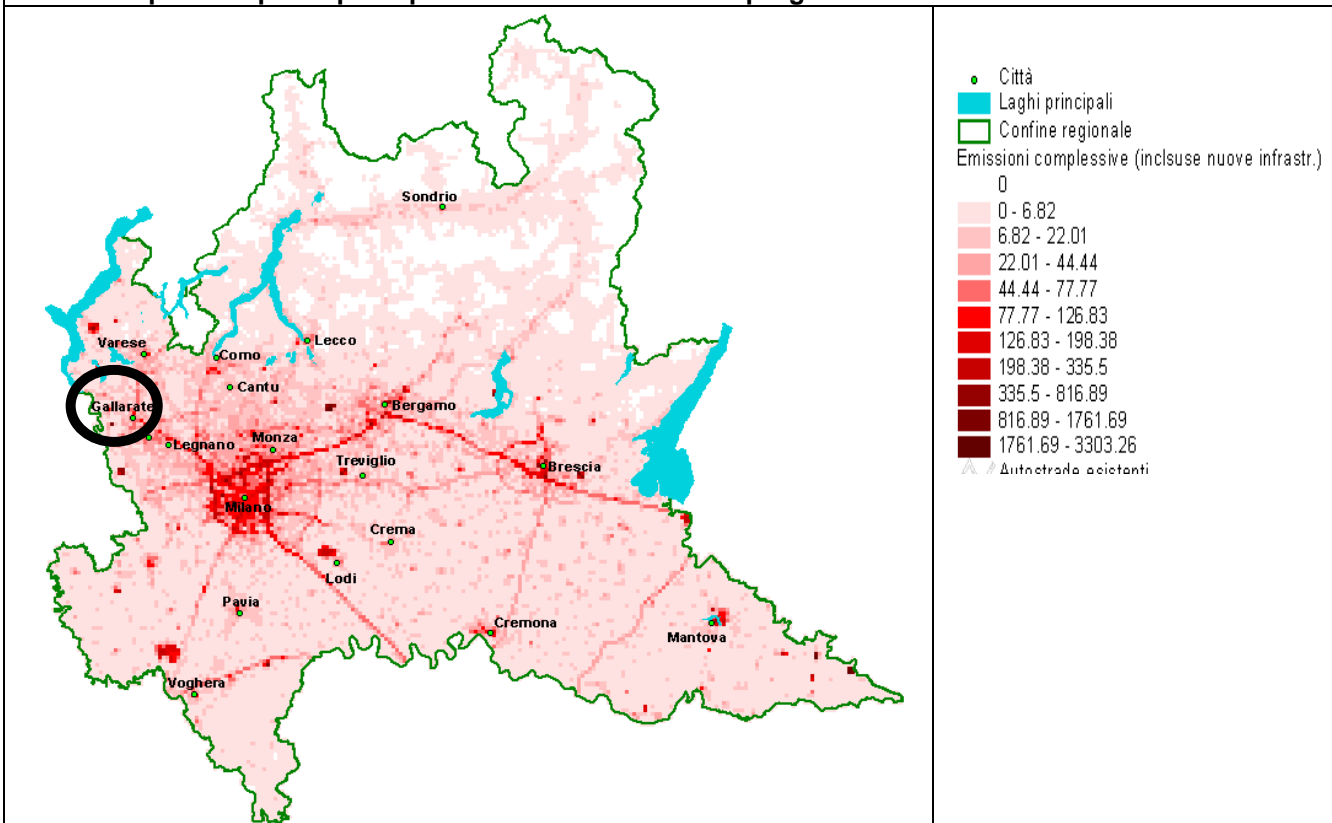 Sondrio
Varese
Como
Lecco
Cantu
Gallarate
Bergamo
Legnano
Monza
Treviglio
Brescia
Milano
Crema
Lodi
Pavia
Cremona
Mantova
Voghera
Città
Laghi principali
Confine regionale
Emissioni complessive (inclsuse nuove infrastr.)
0
0 - 6.82
6.82 - 22.01
22.01 - 44.44
44.44 - 77.77
77.77 - 126.83
126.83 - 198.38
198.38 - 335.5
335.5 - 816.89
816.89 - 1761.69
1761.69 - 3303.26
Autostrade esistenti